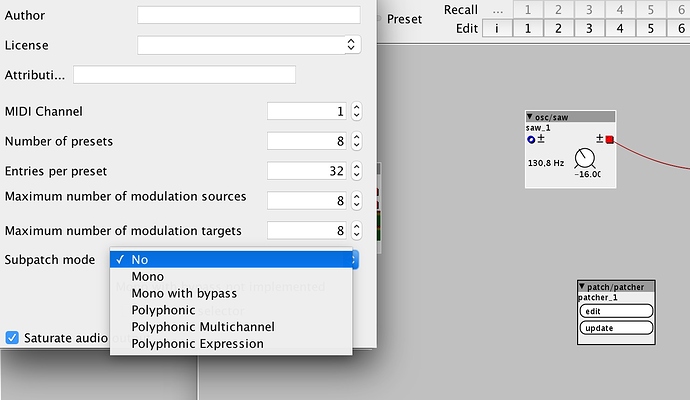 Author
License
Attributi...
MIDI Channel 1
Number of presets 8
Entries per preset 32
Maximum number of modulation sources 8
Maximum number of modulation targets 8
Subpatch mode
✓ No
Mono
Mono with bypass
Polyphonic
Polyphonic Multichannel
Polyphonic Expression
Saturate audio
Preset
Recall ... 1 2 3 4 5 6
Edit i 1 2 3 4 5 6
osc/saw
saw_1
± ±
130,8 Hz
-16.00
patch/patcher
patcher_1
edit
update